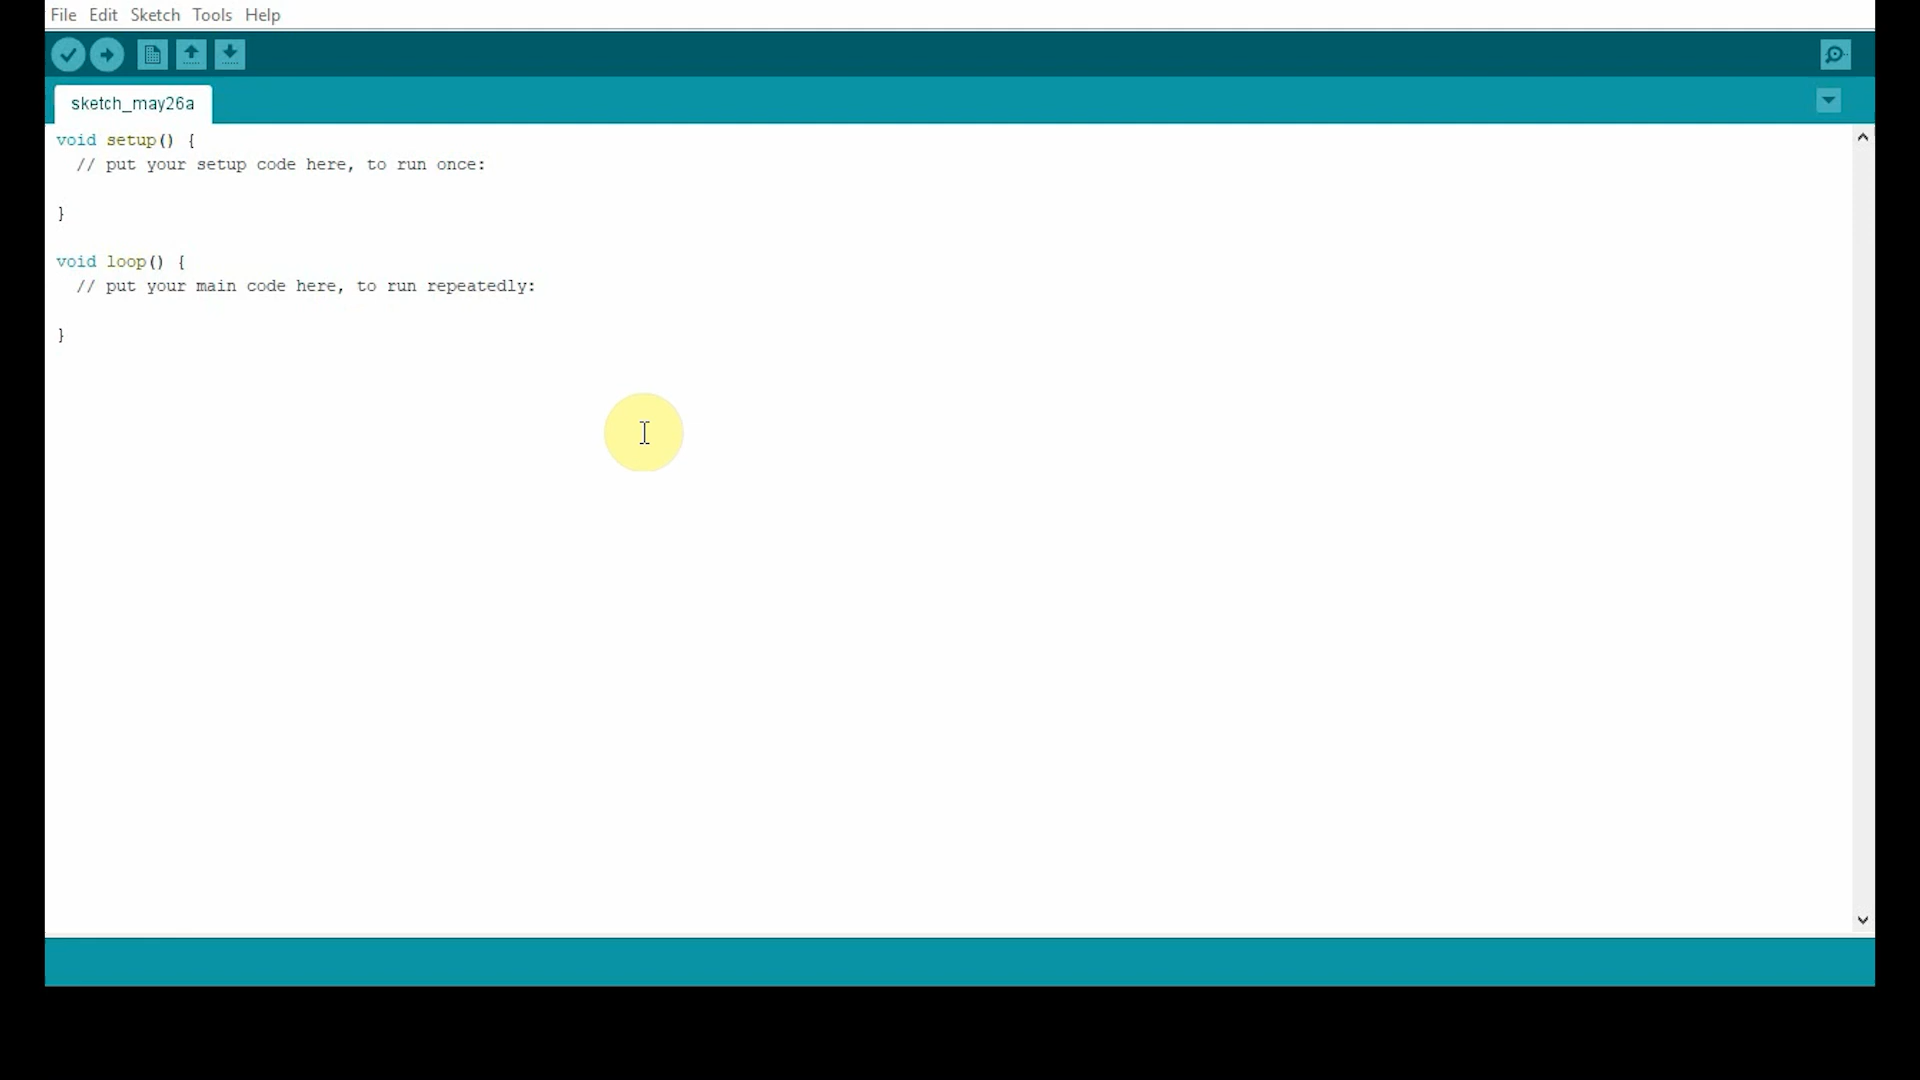 File Edit Sketch Tools Help
sketch_may26a
void setup() {
  // put your setup code here, to run once:
}
void loop() {
  // put your main code here, to run repeatedly:
}